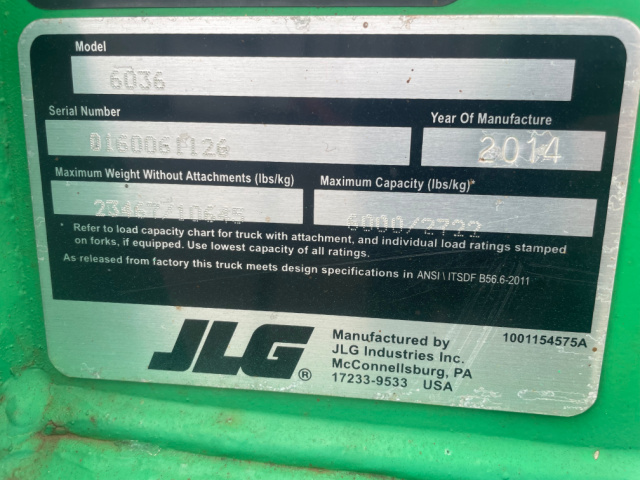 Model
6036
Serial Number
Year Of Manufacture
0160061126
2014
Maximum Weight Without Attachments (lbs/kg)
Maximum Capacity (lbs/kg)*
6000/2722
* Refer to load capacity chart for truck with attachment, and individual load ratings stamped
on forks, if equipped. Use lowest capacity of all ratings.
As released from factory this truck meets design specifications in ANSI \ ITSDF B56.6-2011
JLG®
Manufactured by
JLG Industries Inc.
McConnellsburg, PA
17233-9533 USA
1001154575A